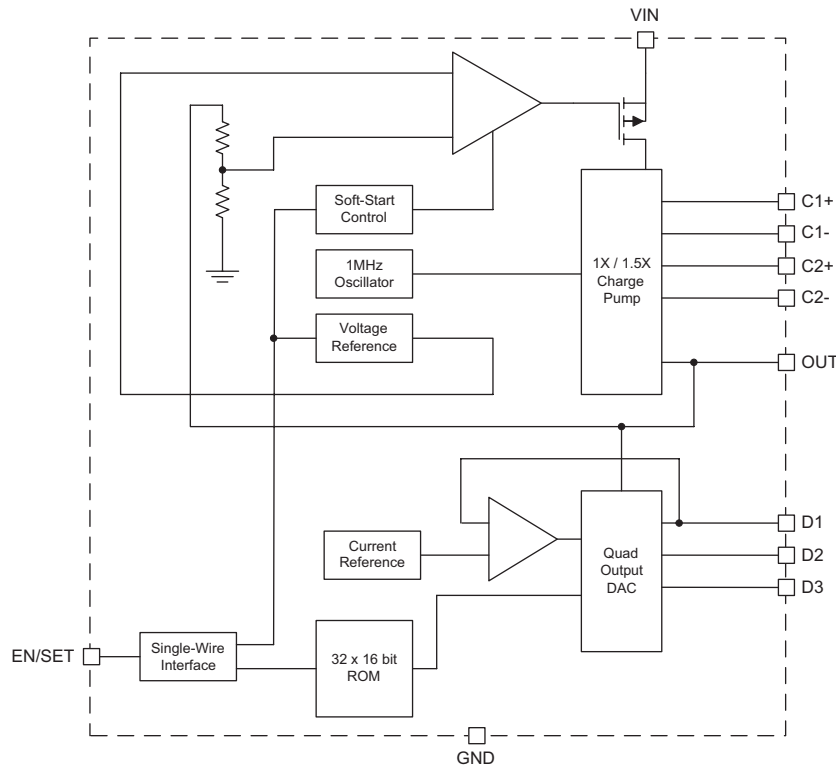 VIN
Soft-Start
Control
1MHz
Oscillator
Voltage
Reference
1X / 1.5X
Charge
Pump
C1+
C1-
C2+
C2-
OUT
Current
Reference
Quad
Output
DAC
D1
D2
D3
EN/SET
Single-Wire
Interface
32 x 16 bit
ROM
GND